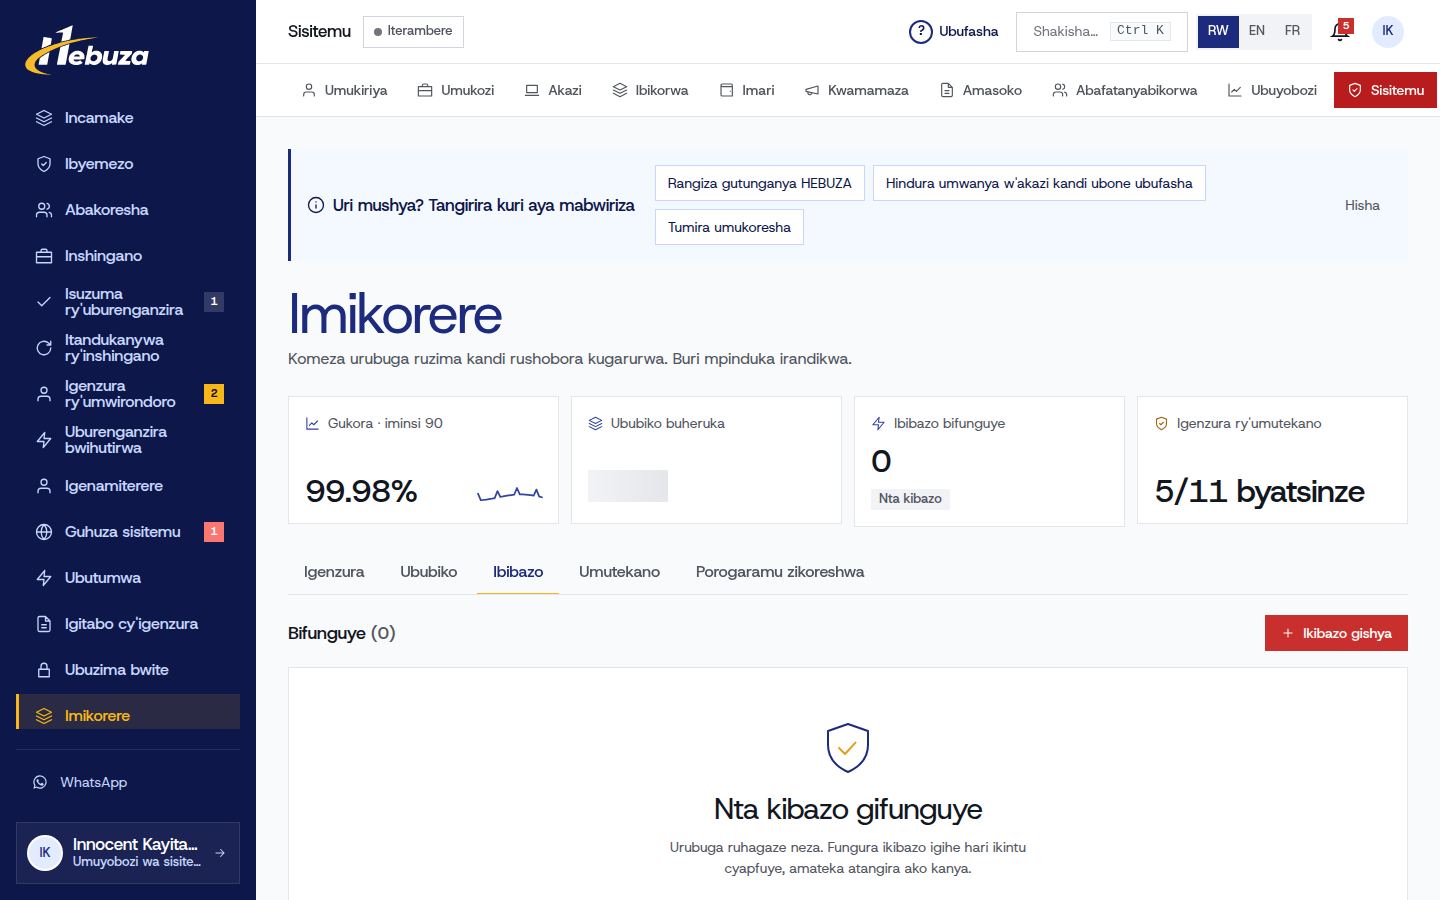 Hebuza
Incamake
Ibyemezo
Abakoresha
Inshingano
Isuzuma
ry'uburenganzira
1
Itandukanywa
ry'inshingano
Igenzura
ry'umwirondoro
2
Uburenganzira
bwihutirwa
Igenamiterere
Guhuza sisitemu
1
Ubutumwa
Igitabo cy'igenzura
Ubuzima bwite
Imikorere
WhatsApp
IK
Innocent Kayita...
Umuyobozi wa sisite...
Sisitemu
Iterambere
? Ubufasha
Shakisha... Ctrl K
RW EN FR
5
IK
Umukiriya Umukozi Akazi Ibikorwa Imari Kwamamaza Amasoko Abafatanyabikorwa Ubuyobozi Sisitemu
Uri mushya? Tangirira kuri aya mabwiriza
Rangiza gutunganya HEBUZA
Hindura umwanya w'akazi kandi ubone ubufasha
Tumira umukoresha
Hisha
Imikorere
Komeza urubuga ruzima kandi rushobora kugarurwa. Buri mpinduka irandikwa.
Gukora · iminsi 90
99.98%
Ububiko buheruka
Ibibazo bifunguye
0
Nta kibazo
Igenzura ry'umutekano
5/11 byatsinze
Igenzura Ububiko Ibibazo Umutekano Porogaramu zikoreshwa
Bifunguye (0)
+ Ikibazo gishya
Nta kibazo gifunguye
Urubuga ruhagaze neza. Fungura ikibazo igihe hari ikintu
cyapfuye, amateka atangira ako kanya.